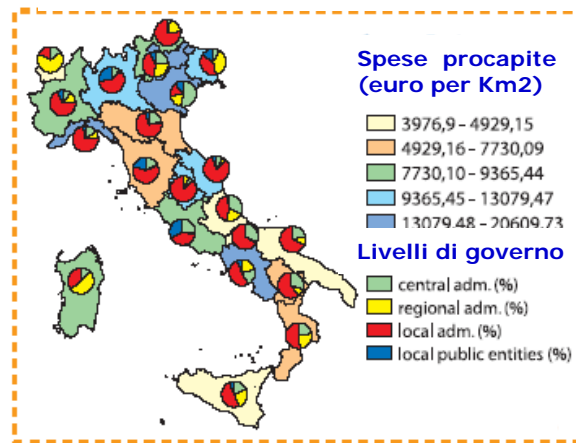 Spese procapite
(euro per Km2)
3976,9 – 4929,15
4929,16 – 7730,09
7730,10 – 9365,44
9365,45 – 13079,47
13079,48 – 20609,73
Livelli di governo
central adm. (%)
regional adm. (%)
local adm. (%)
local public entities (%)